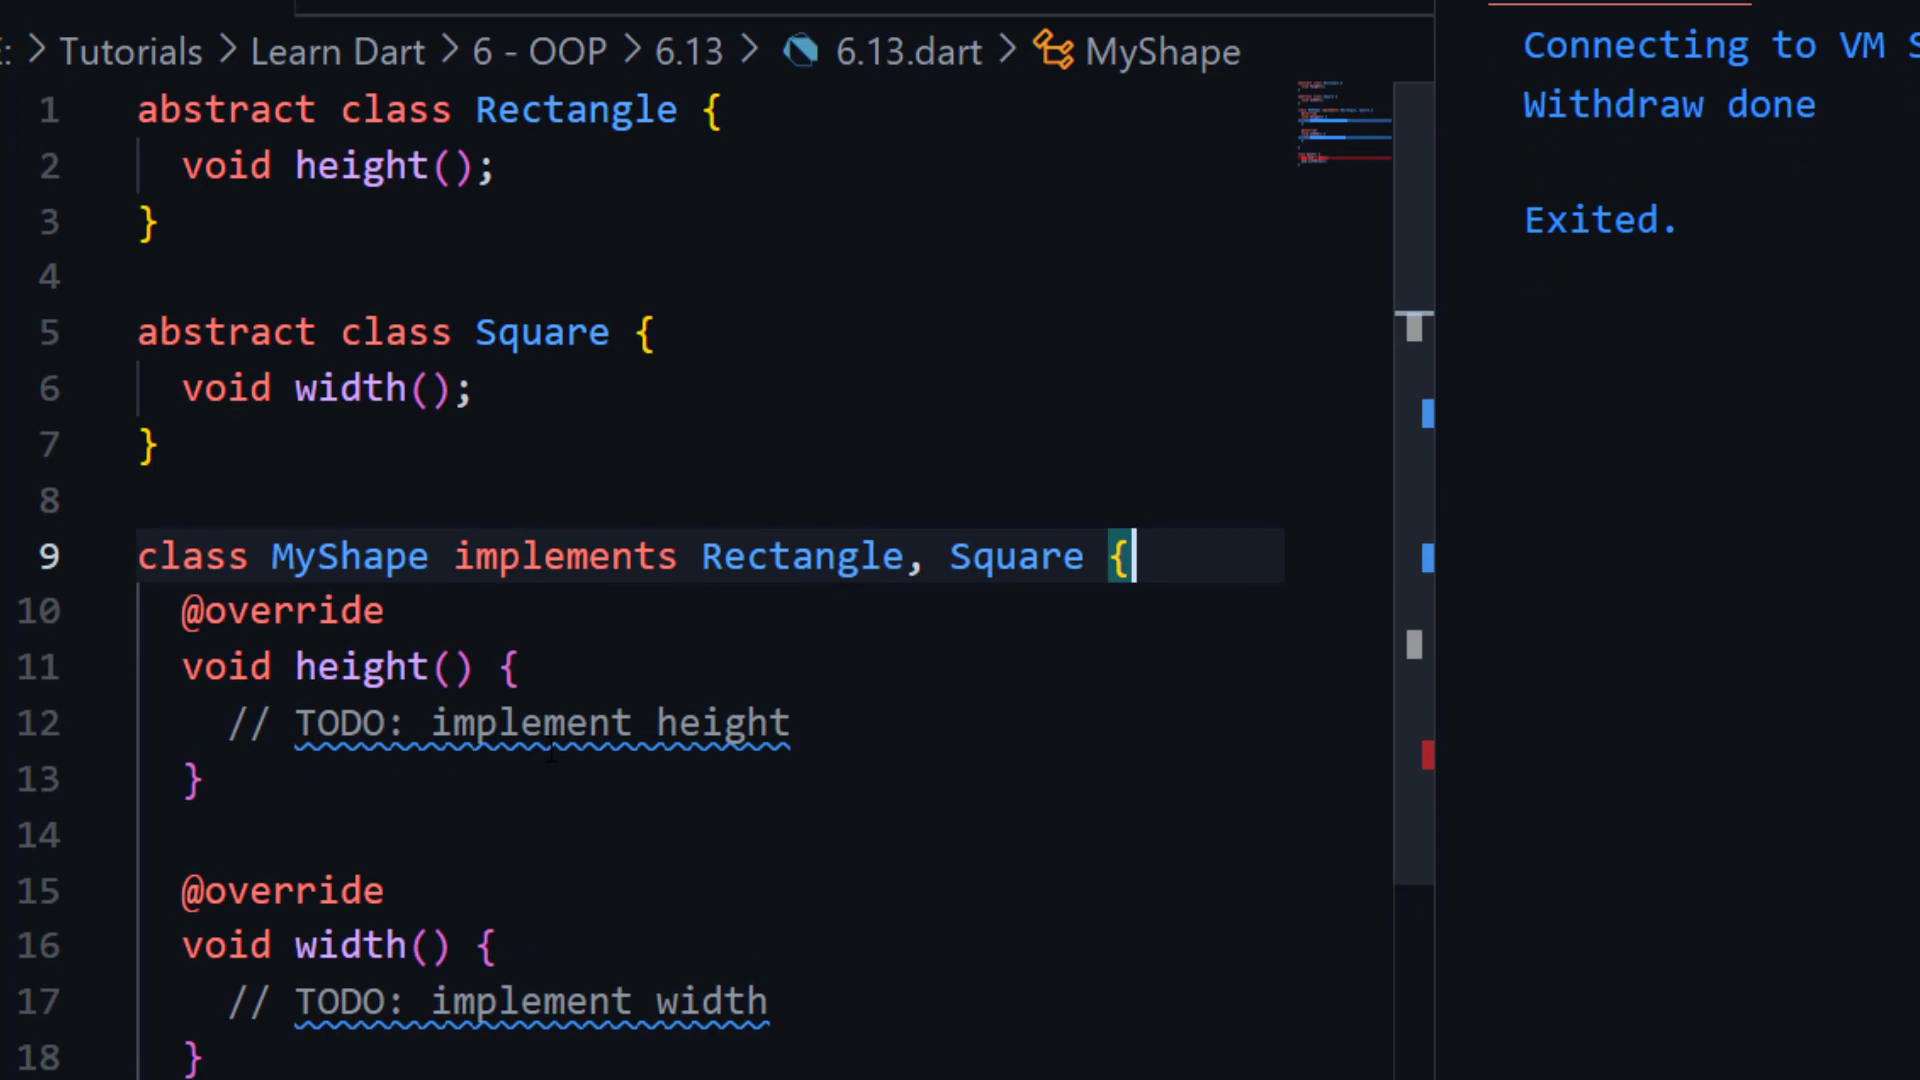 : > Tutorials > Learn Dart > 6 - OOP > 6.13 > 6.13.dart > MyShape
1 abstract class Rectangle {
2 void height();
3 }
4
5 abstract class Square {
6 void width();
7 }
8
9 class MyShape implements Rectangle, Square {
10 @override
11 void height() {
12 // TODO: implement height
13 }
14
15 @override
16 void width() {
17 // TODO: implement width
18 }
Connecting to VM S
Withdraw done
Exited.